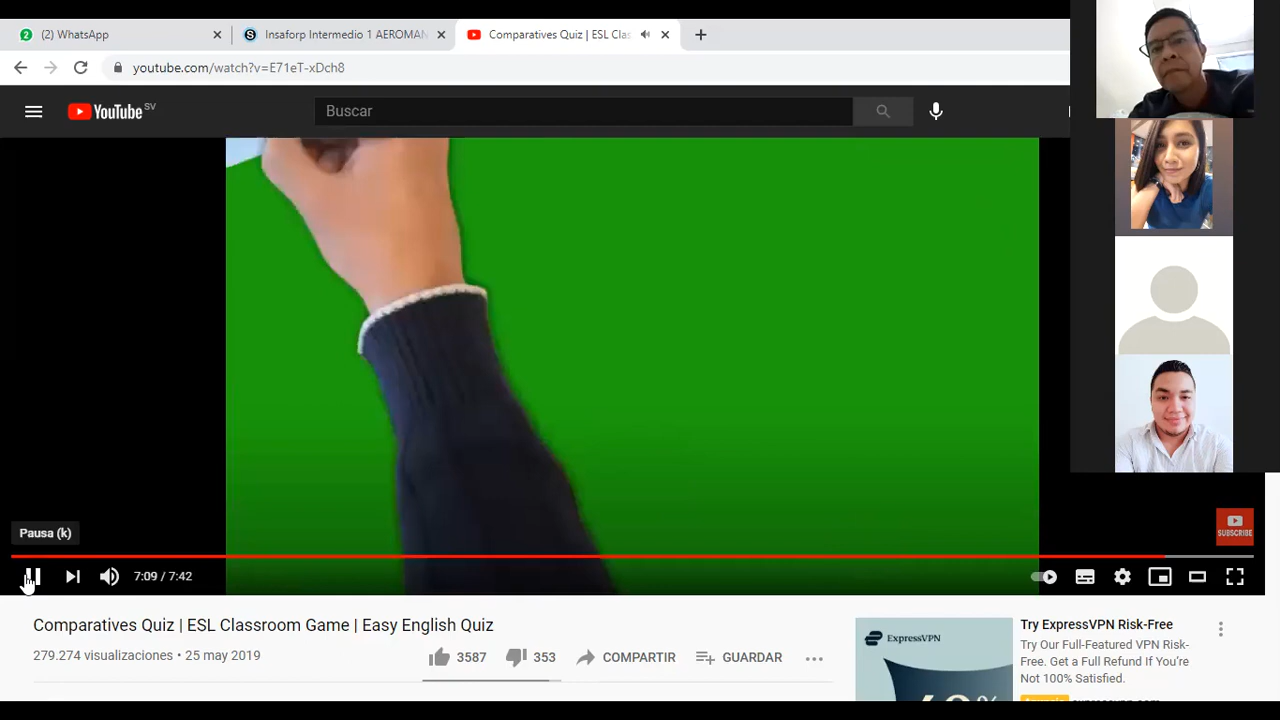 2 (2) WhatsApp
S Insaforp Intermedio 1 AEROMAN
Comparatives Quiz | ESL Clas
youtube.com/watch?v=E71eT-xDch8
YouTube SV
Buscar
SUBSCRIBE
Pausa (k)
7:09 / 7:42
Comparatives Quiz | ESL Classroom Game | Easy English Quiz
279.274 visualizaciones • 25 may 2019
3587 353 COMPARTIR GUARDAR
ExpressVPN
Try ExpressVPN Risk-Free
Try Our Full-Featured VPN Risk-
Free. Get a Full Refund If You're
Not 100% Satisfied.